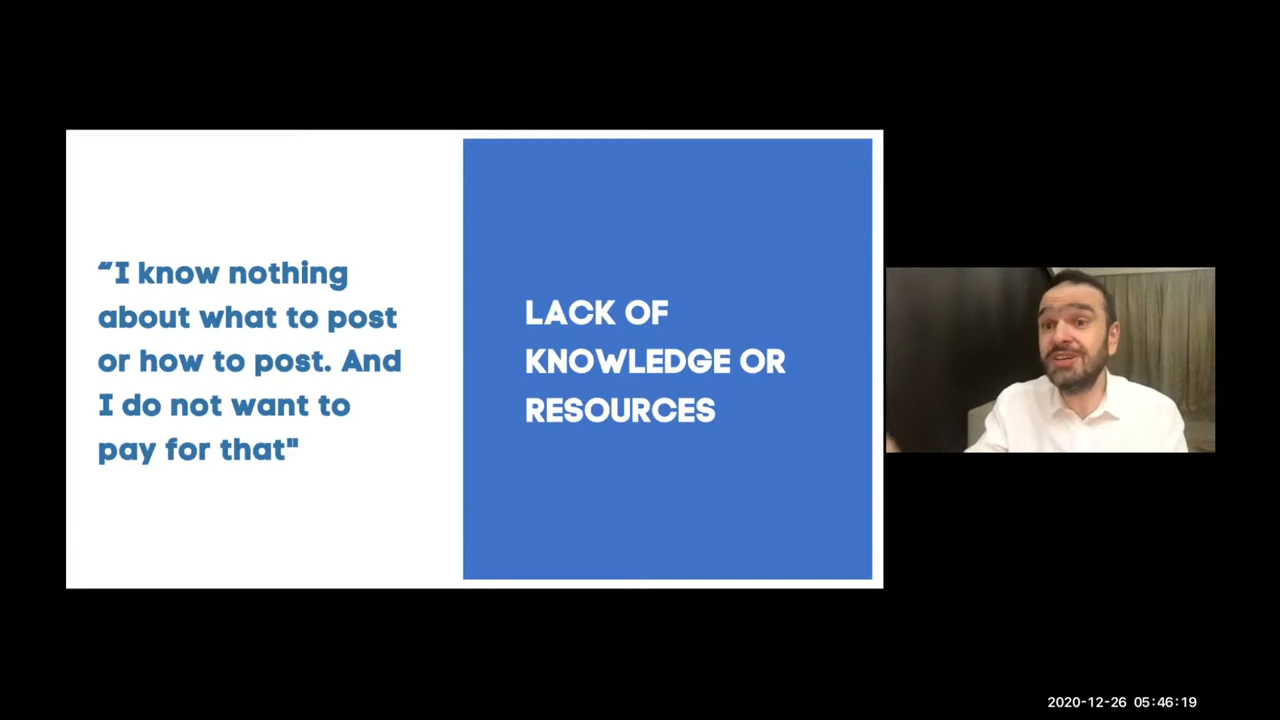 “I know nothing
about what to post
or how to post. And
I do not want to
pay for that"
LACK OF
KNOWLEDGE OR
RESOURCES
2020-12-26 05:46:19